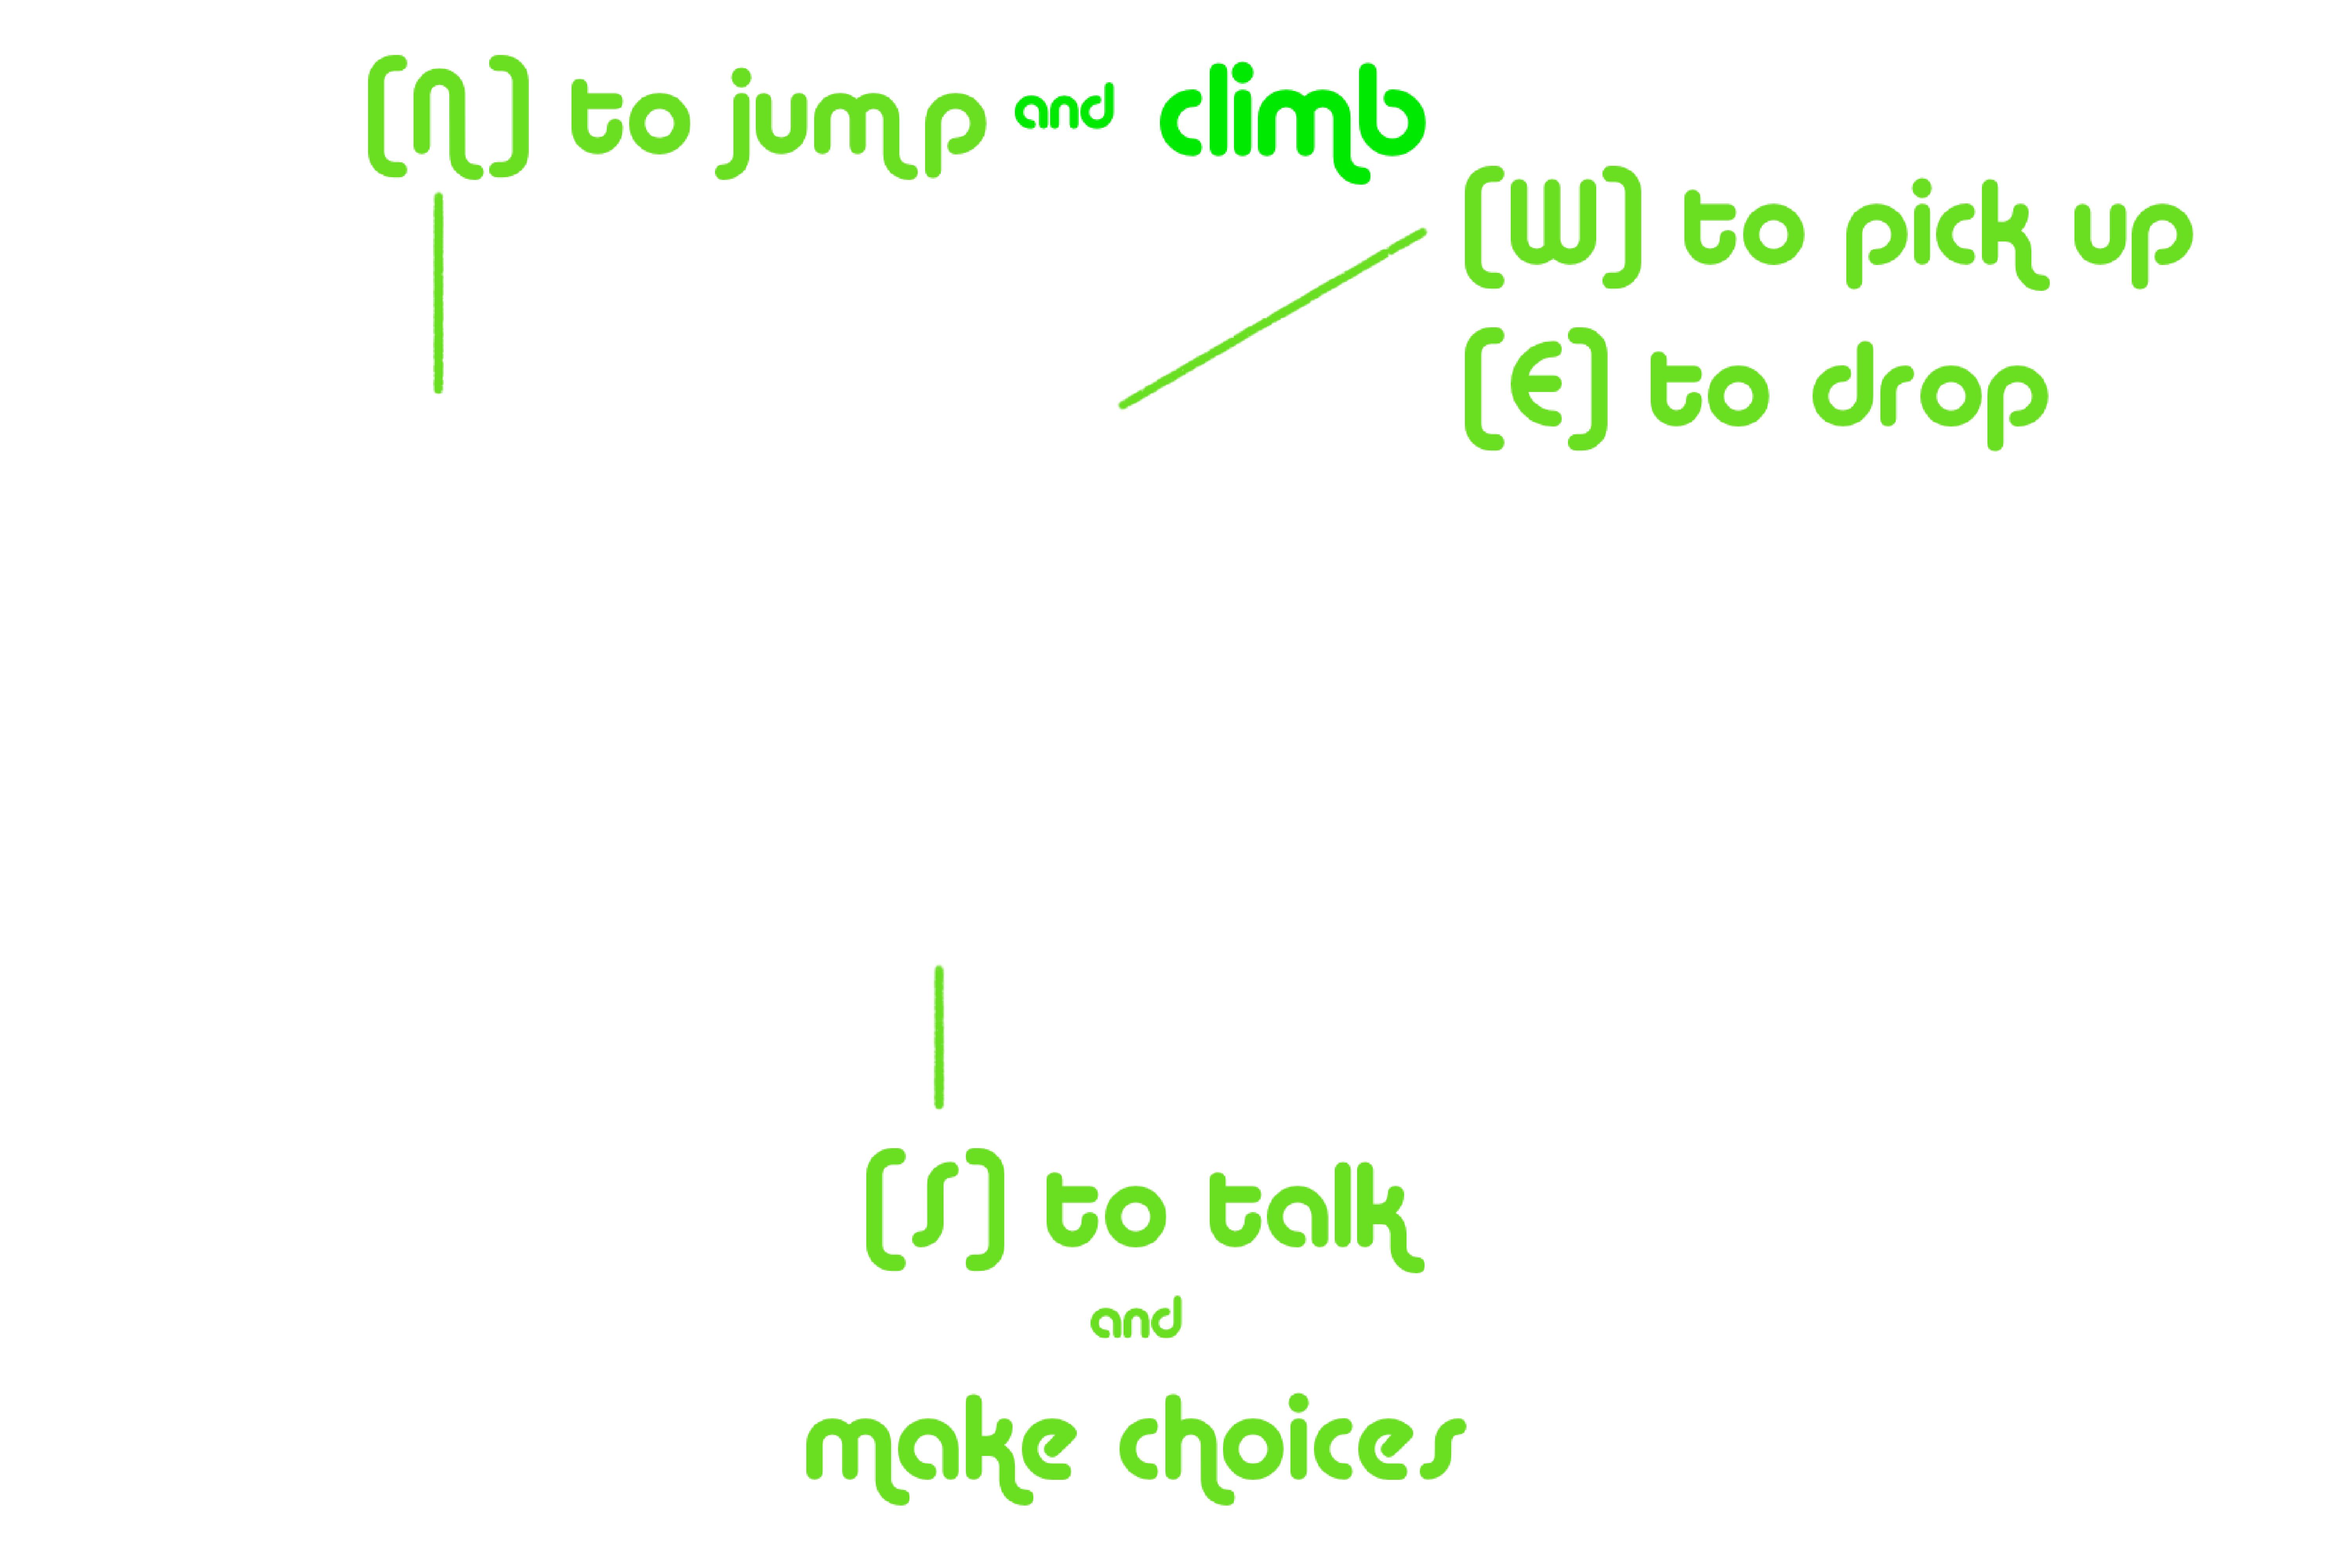 [N] to jump and climb
[W] to pick up
[E] to drop
[S] to talk
and
make choices